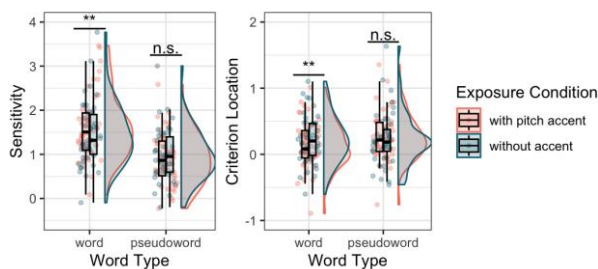 **
n.s.
4
3
2
1
0
Sensitivity
word
pseudoword
Word Type
n.s.
**
2
1
0
-1
Criterion Location
word
pseudoword
Word Type
Exposure Condition
with pitch accent
without accent